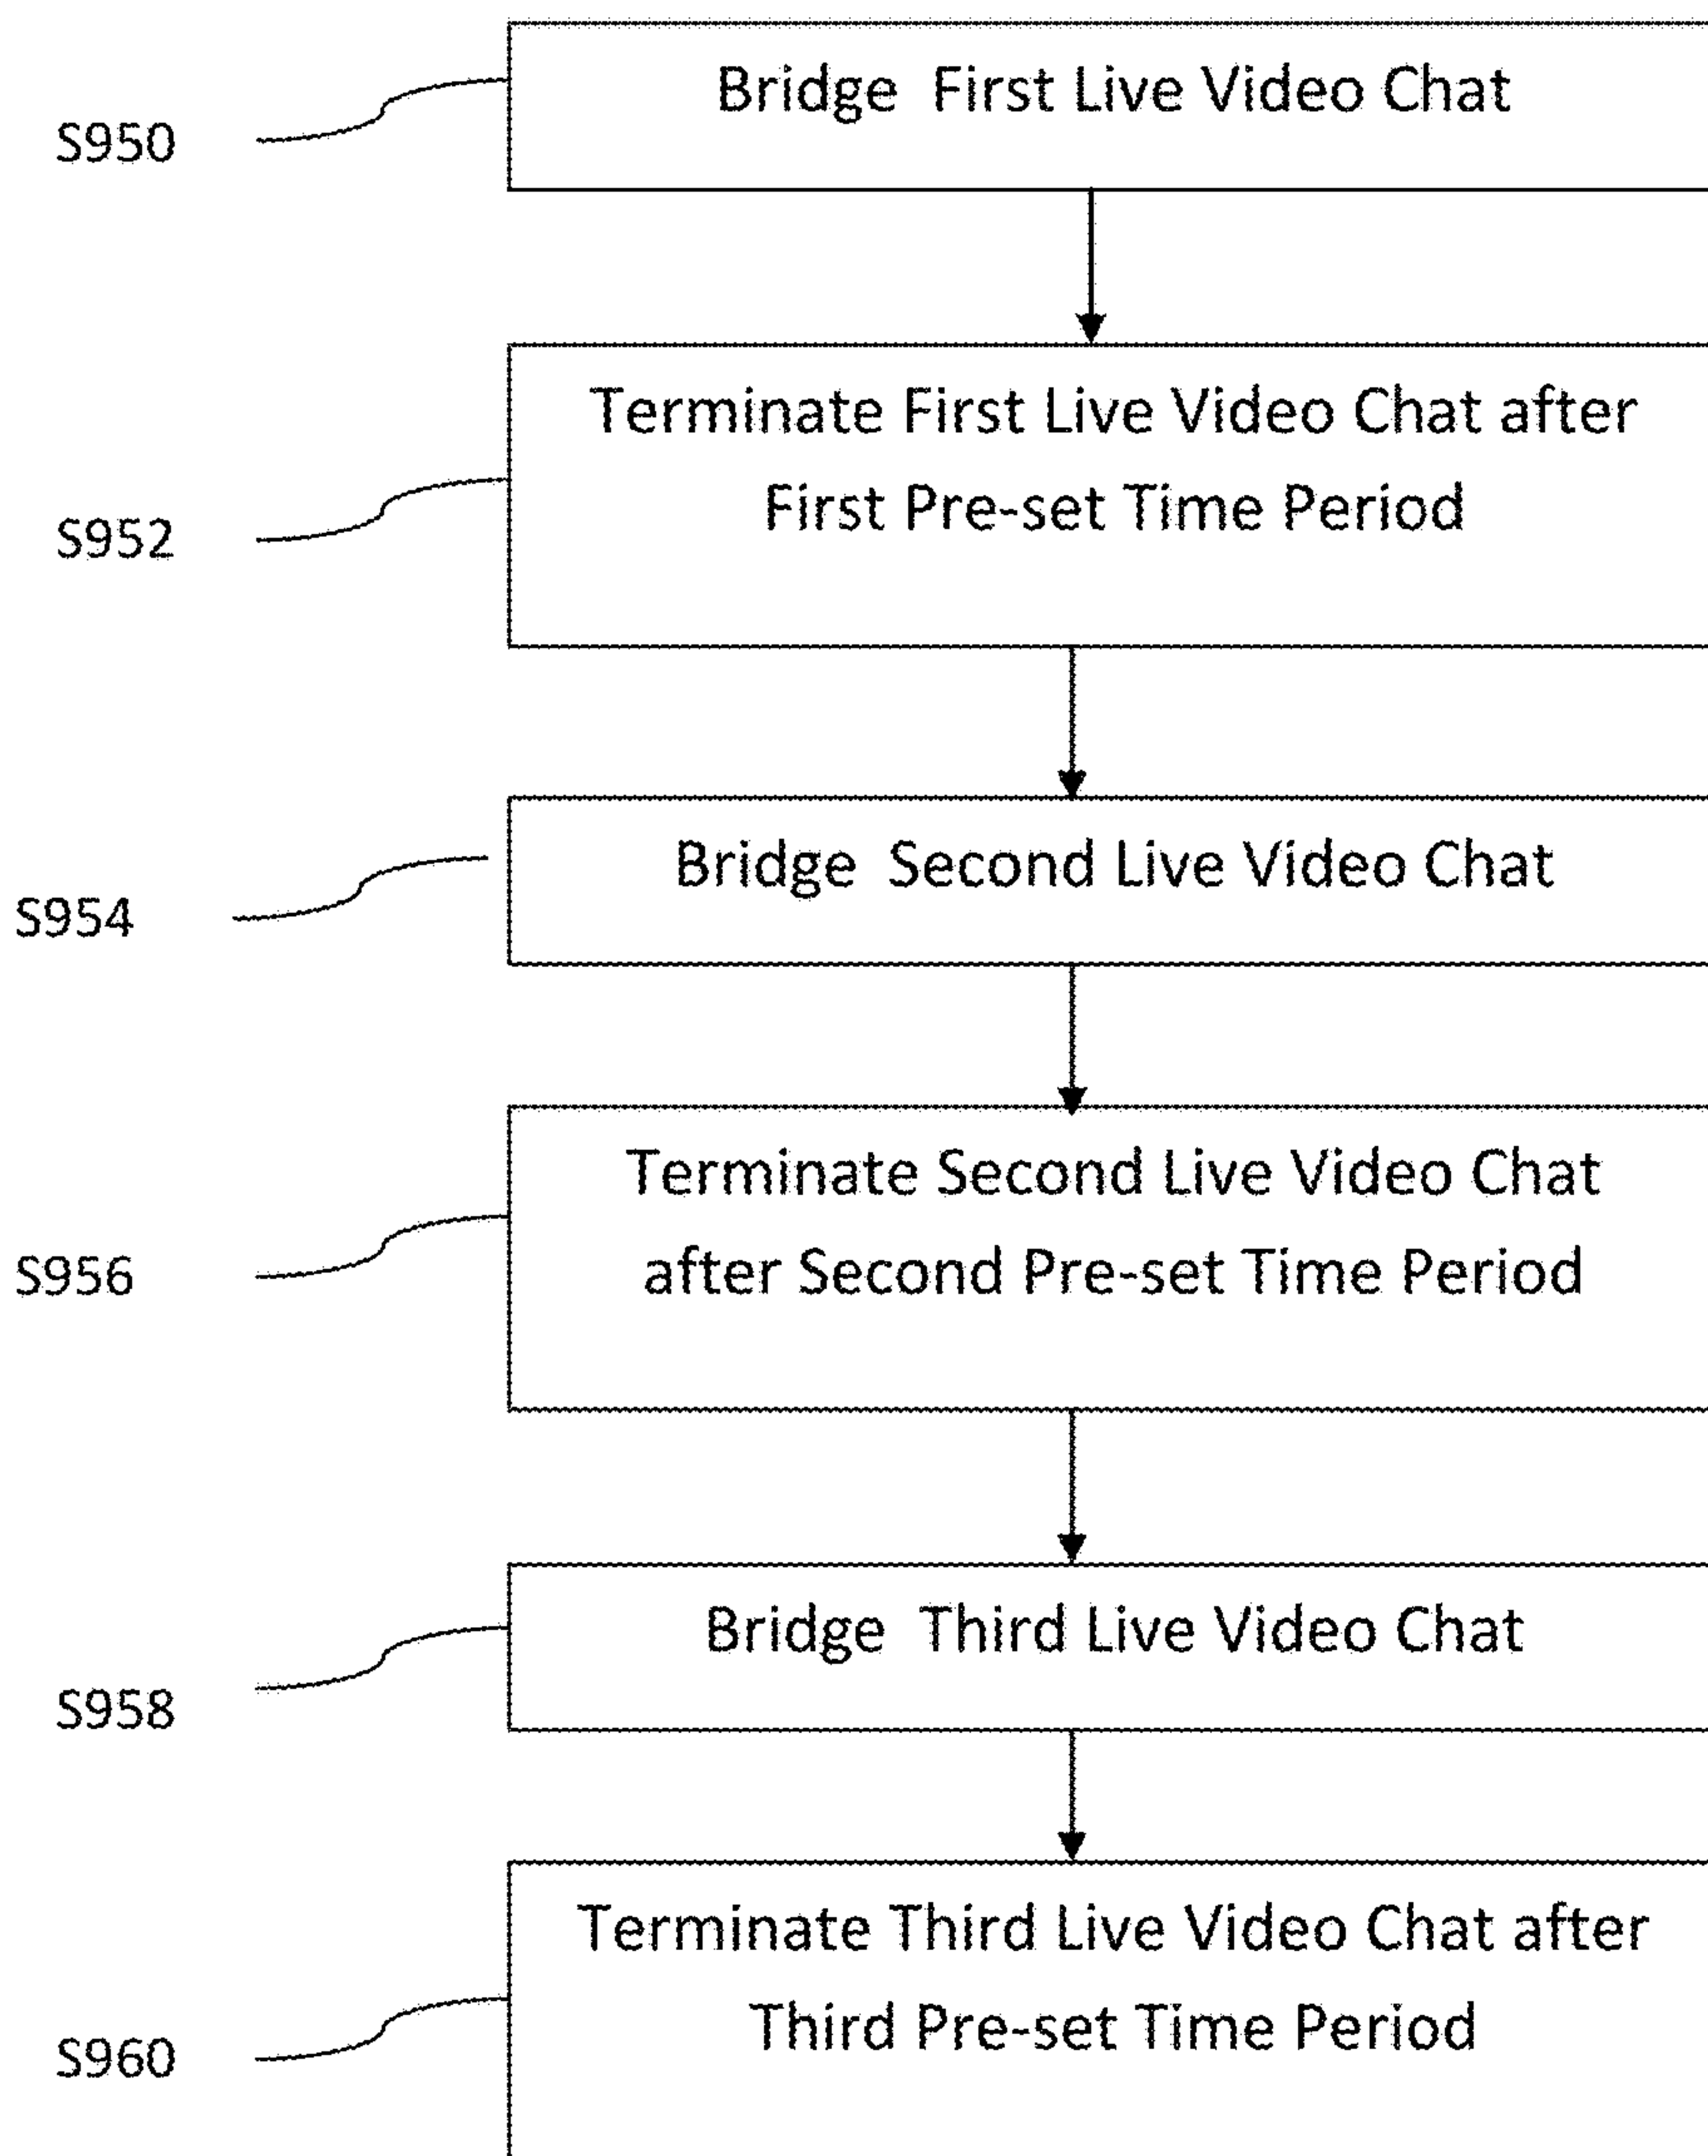 Bridge First Live Video Chat
S950
Terminate First Live Video Chat after
First Pre-set Time Period
S952
Bridge Second Live Video Chat
S954
Terminate Second Live Video Chat
after Second Pre-set Time Period
S956
Bridge Third Live Video Chat
S958
Terminate Third Live Video Chat after
Third Pre-set Time Period
S960